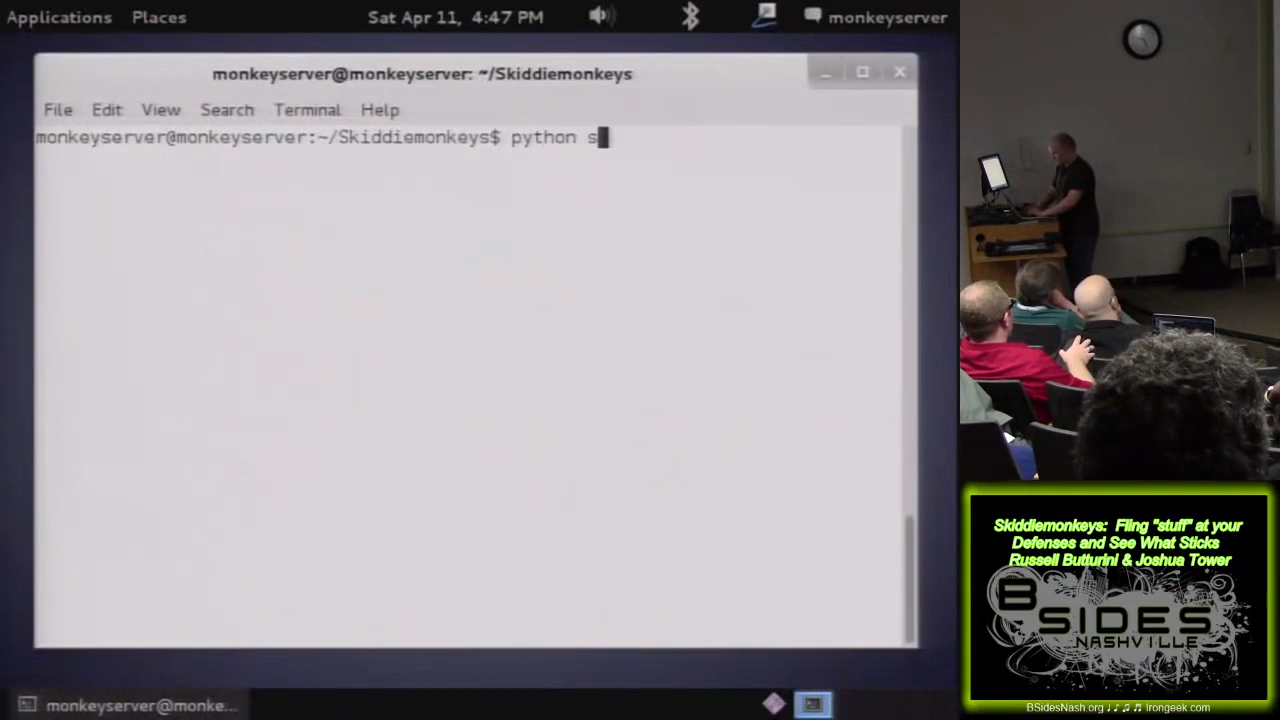 Applications Places Sat Apr 11, 4:47 PM monkeyserver
monkeyserver@monkeyserver: ~/Skiddiemonkeys
File Edit View Search Terminal Help
monkeyserver@monkeyserver:~/Skiddiemonkeys$ python s
monkeyserver@monke...
Skiddiemonkeys: Fling "stuff" at your
Defenses and See What Sticks
Russell Butturini & Joshua Tower
BSIDES
NASHVILLE
BSidesNash.org ♩♪♫♬ Irongeek.com